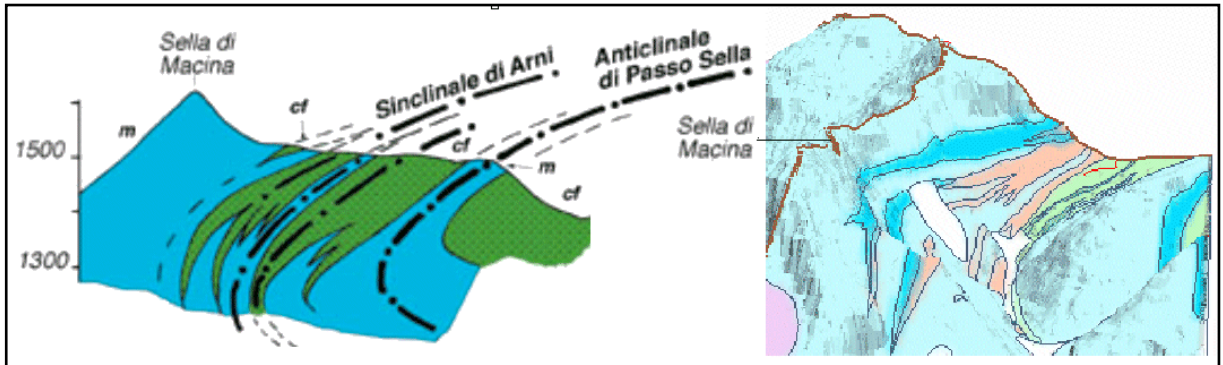 Sella di
Macina
cf
m
Sinclinale di Arni
Anticlinale
di Passo Sella
cf
m
cf
1500
1300
Sella di
Macina